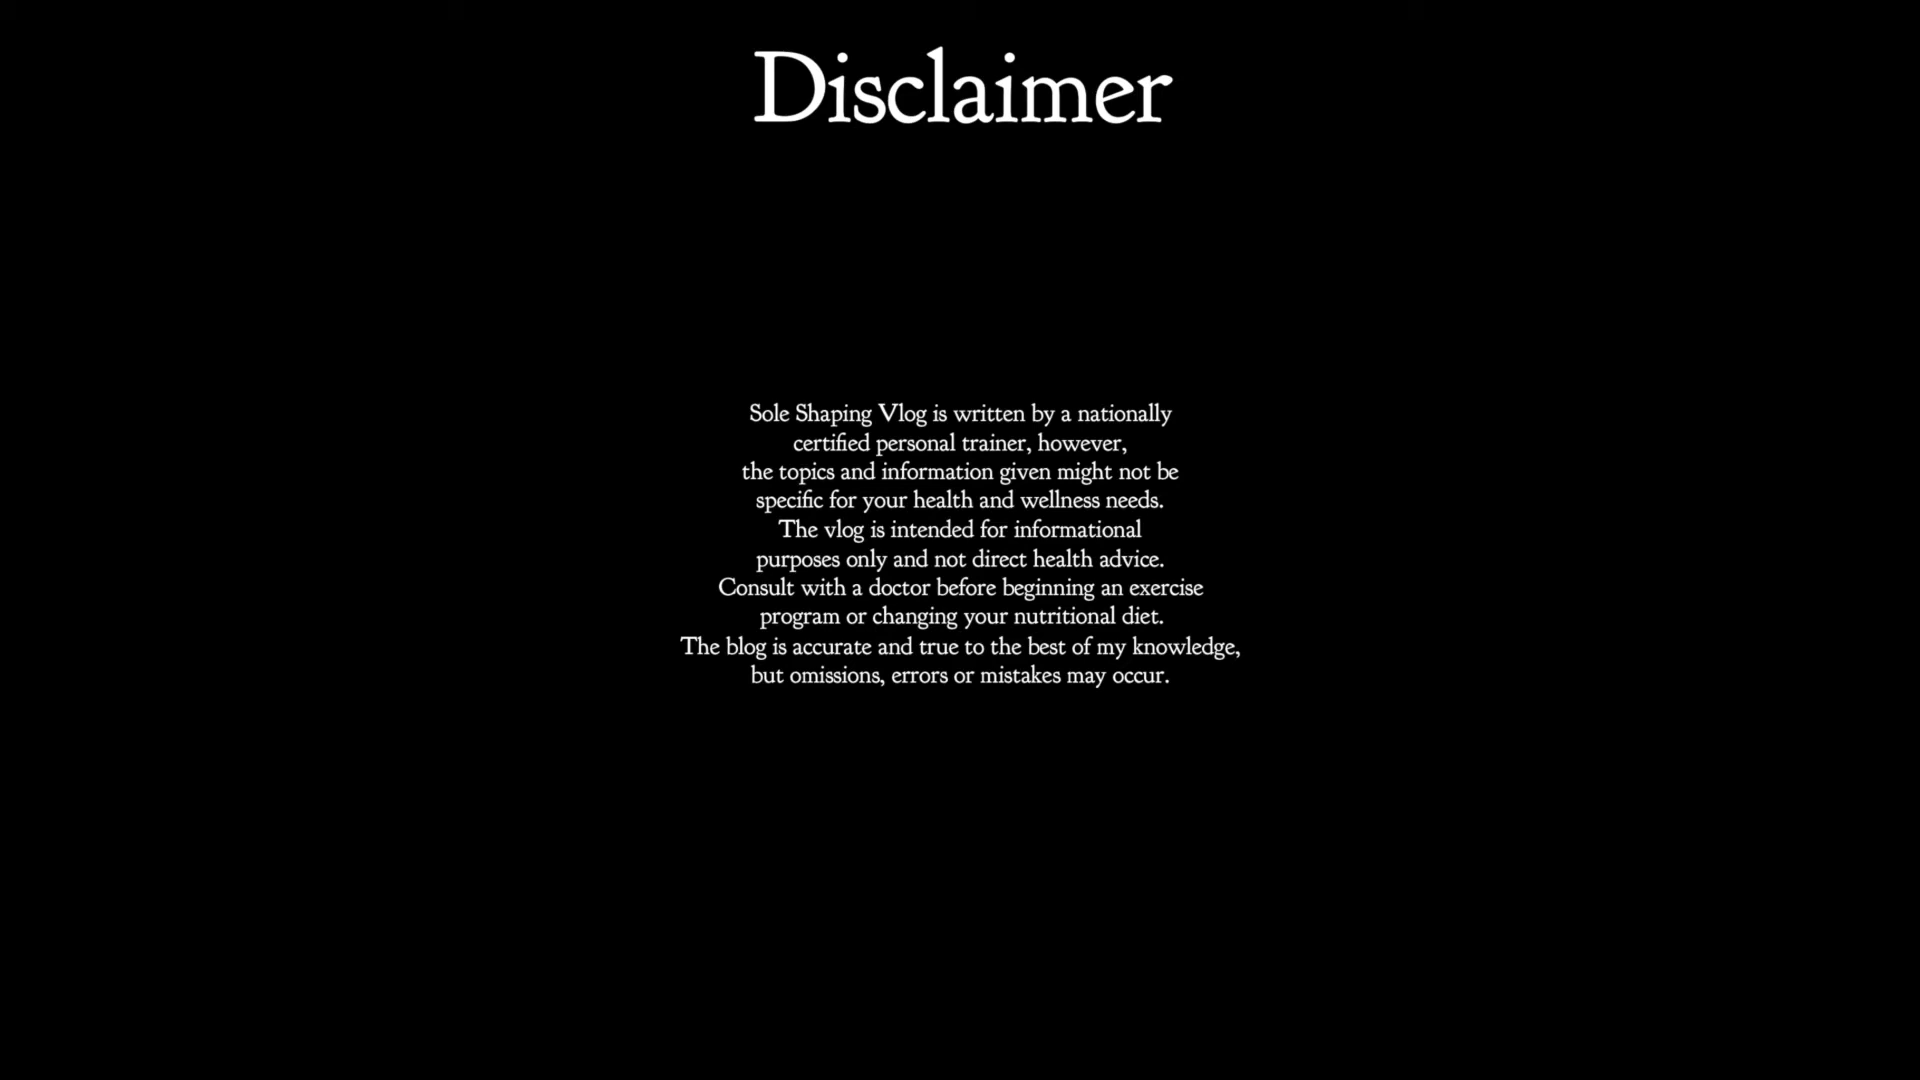 Disclaimer
Sole Shaping Vlog is written by a nationally
certified personal trainer, however,
the topics and information given might not be
specific for your health and wellness needs.
The vlog is intended for informational
purposes only and not direct health advice.
Consult with a doctor before beginning an exercise
program or changing your nutritional diet.
The blog is accurate and true to the best of my knowledge,
but omissions, errors or mistakes may occur.